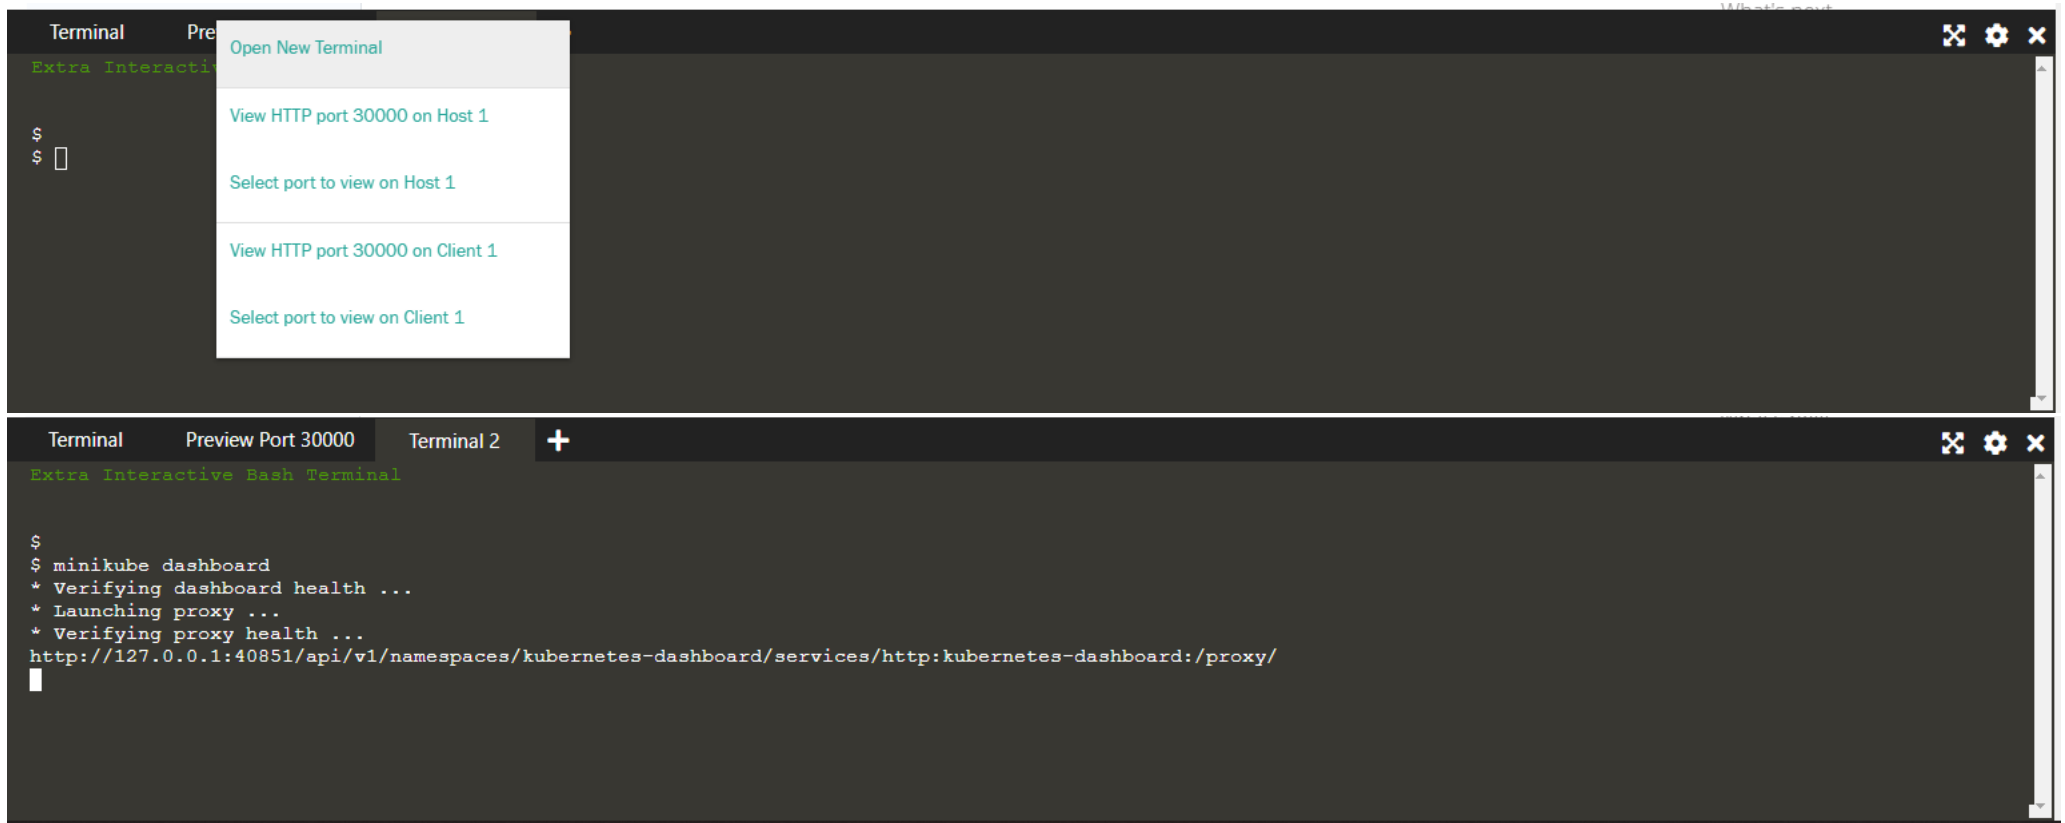 Terminal Pre
Open New Terminal
Extra Interactiv
View HTTP port 30000 on Host 1
$
$
Select port to view on Host 1
View HTTP port 30000 on Client 1
Select port to view on Client 1
Terminal Preview Port 30000 Terminal 2 +
Extra Interactive Bash Terminal
$
$ minikube dashboard
* Verifying dashboard health ...
* Launching proxy ...
* Verifying proxy health ...
http://127.0.0.1:40851/api/v1/namespaces/kubernetes-dashboard/services/http:kubernetes-dashboard:/proxy/